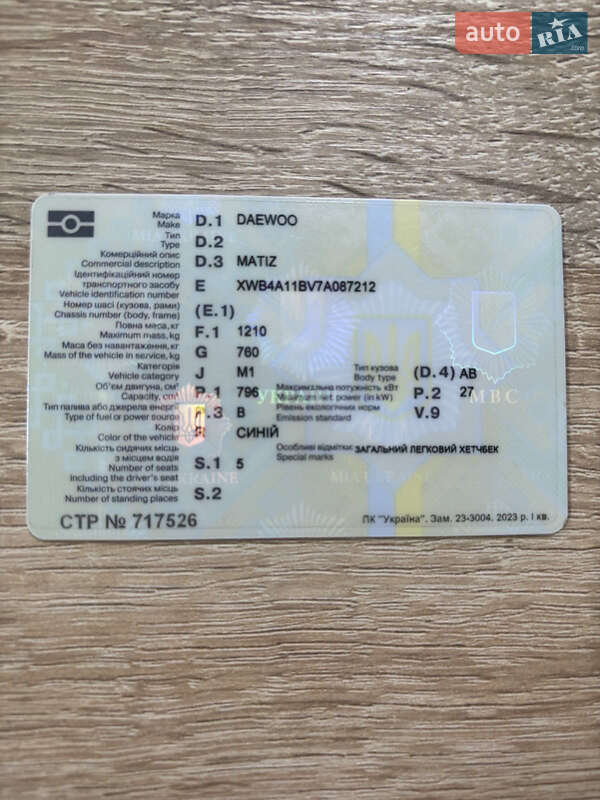 auto RIA .com
Марка
Make D.1 DAEWOO
Тип
Type D.2
Комерційний опис
Commercial description D.3 MATIZ
Ідентифікаційний номер
транспортного засобу E XWB4A11BV7A087212
Vehicle identification number
Номер шасі (кузова, рами) (E.1)
Chassis number (body, frame)
Повна маса, кг
Maximum mass, kg F.1 1210
Маса без навантаження, кг
Mass of the vehicle in service, kg G 760
Категорія
Vehicle category J M1 Тип кузова
Body type (D.4) AB
Об'єм двигуна, см³
Capacity, cm³ P.1 796 Максимальна потужність кВт
Maximum net power (in kW) P.2 27
Тип палива або джерела енергії
Type of fuel or power source P.3 B Рівень екологічних норм
Emission standard V.9
Колір
Color of the vehicle R СИНІЙ
Кількість сидячих місць
з місцем водія
Number of seats S.1 5 Особливі відмітки: ЗАГАЛЬНИЙ ЛЕГКОВИЙ ХЕТЧБЕК
Special marks
including the driver's seat
Кількість стоячих місць
Number of standing places S.2
МВС
СТР № 717526
ПК "Україна". Зам. 23-3004. 2023 р. I кв.